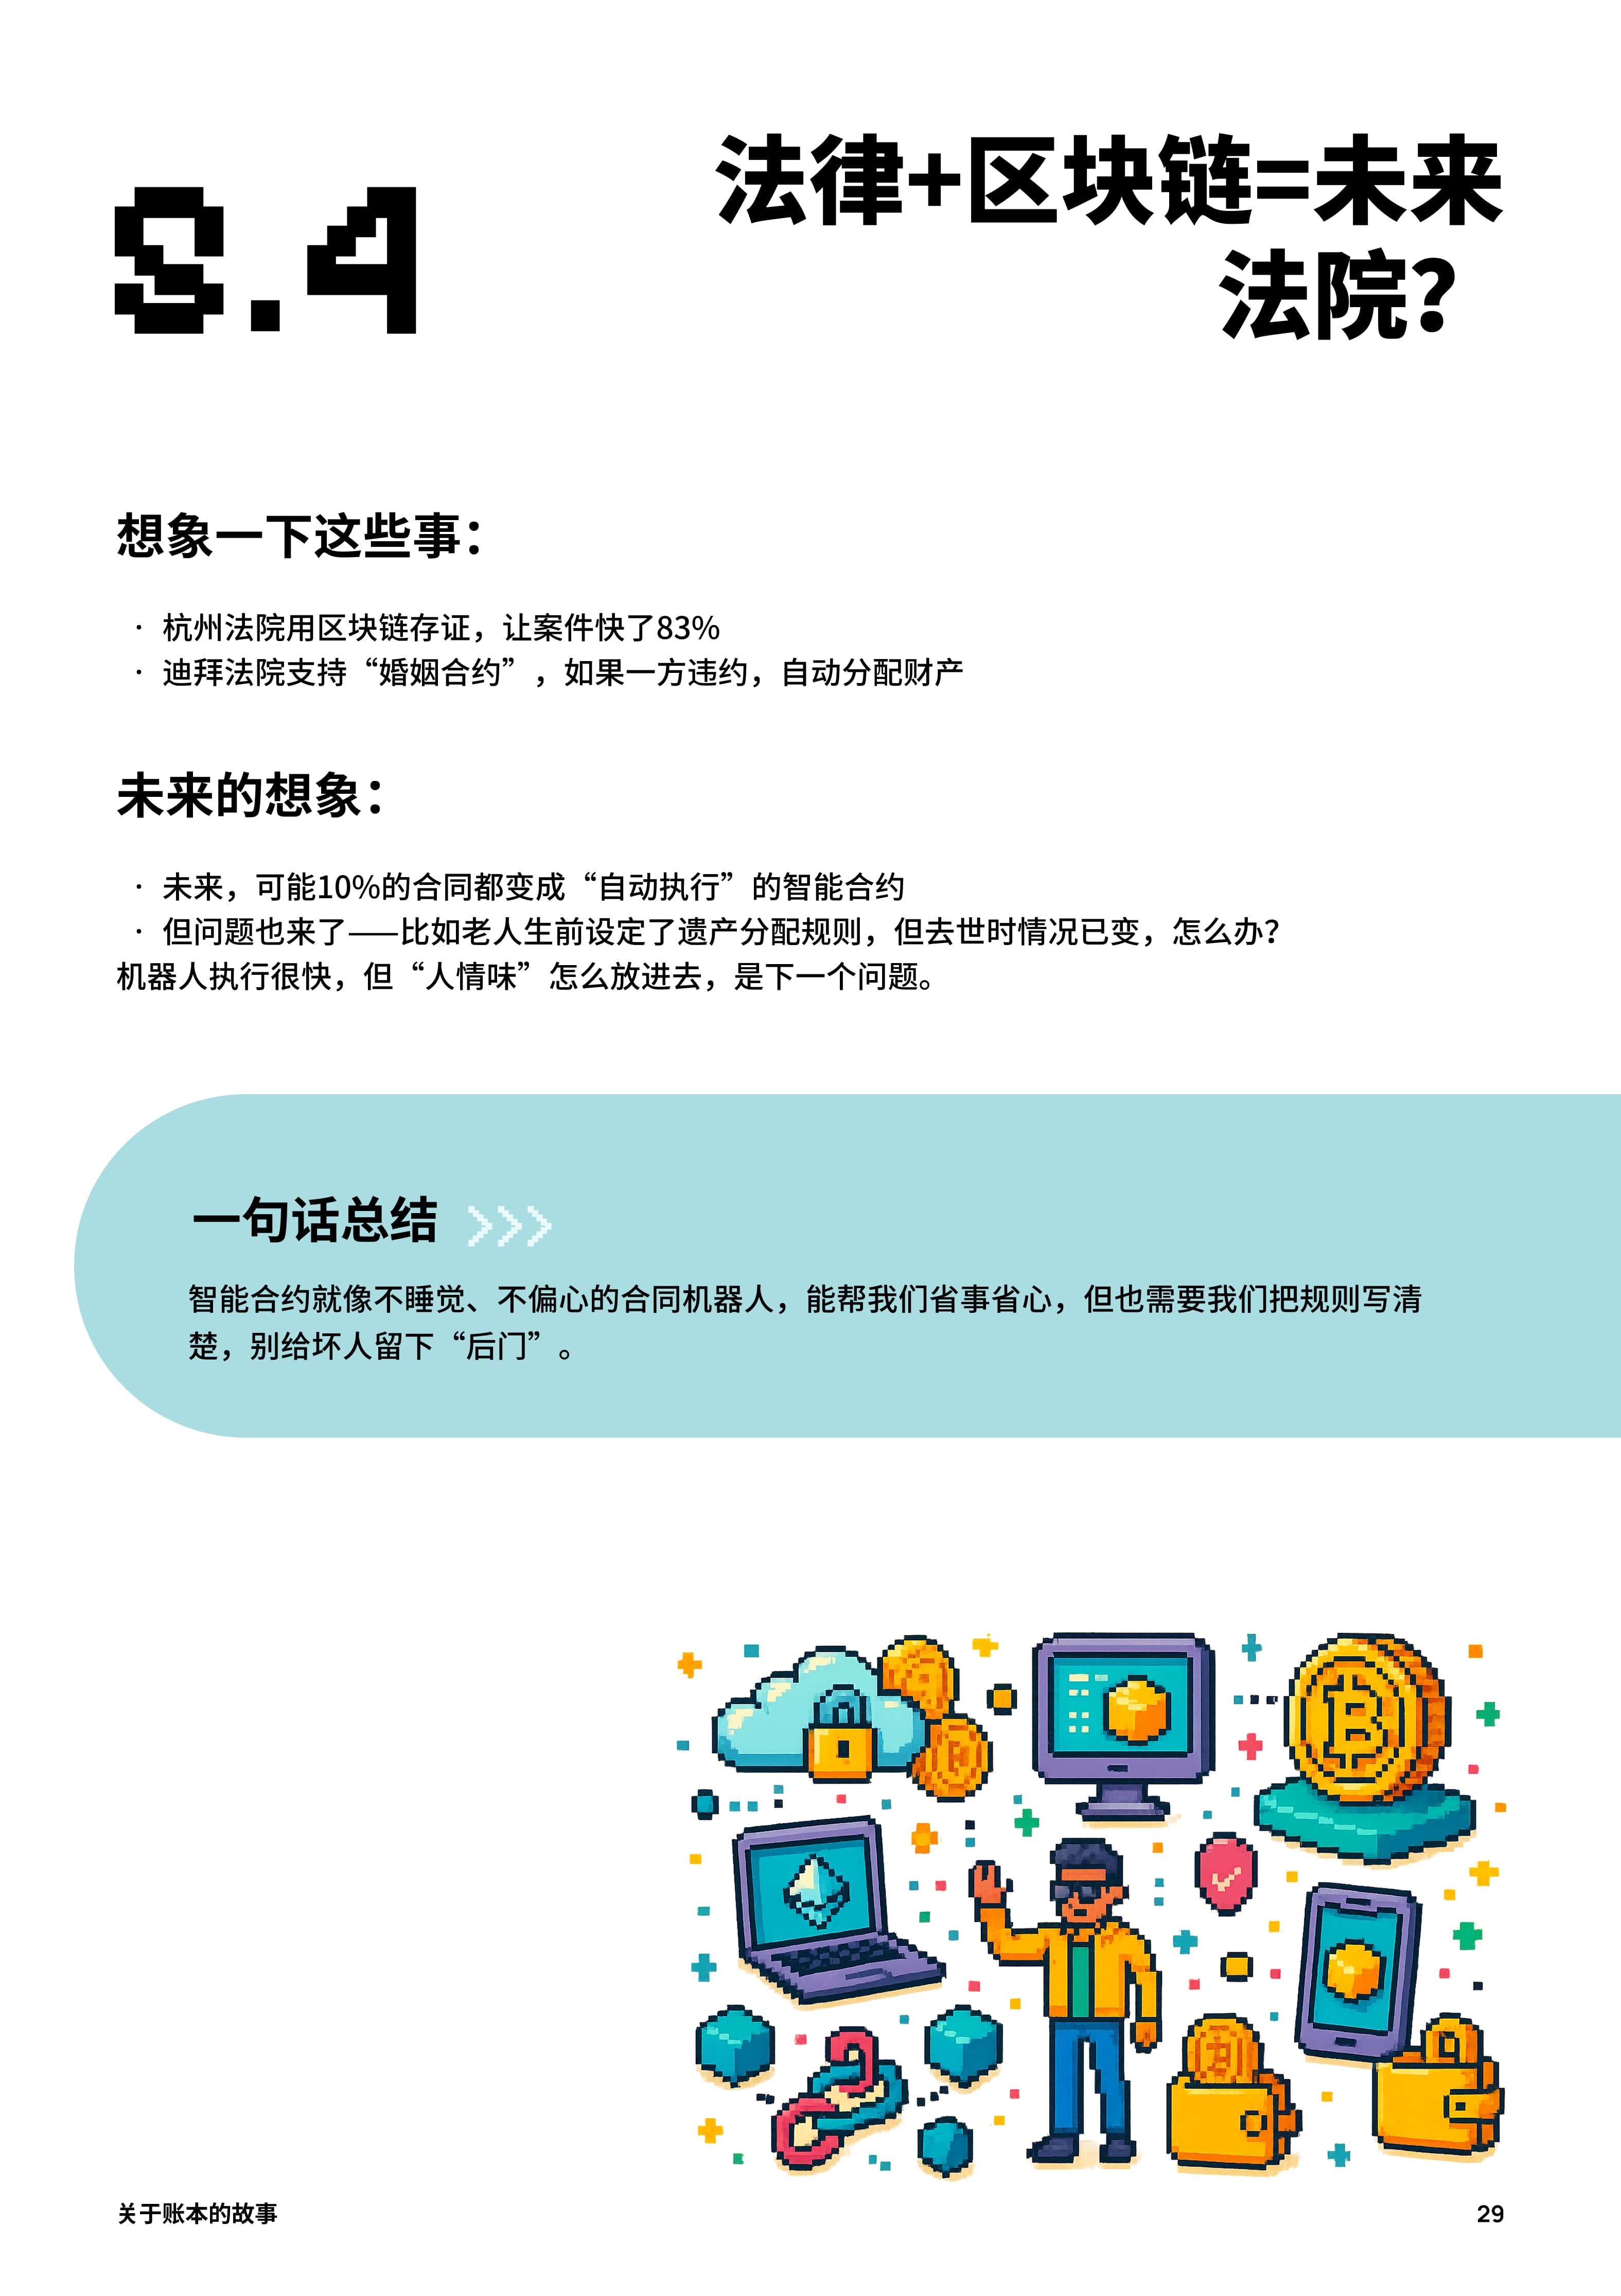 8.4
法律+区块链=未来
法院？
想象一下这些事：
· 杭州法院用区块链存证，让案件快了83%
· 迪拜法院支持“婚姻合约”，如果一方违约，自动分配财产
未来的想象：
· 未来，可能10%的合同都变成“自动执行”的智能合约
· 但问题也来了——比如老人生前设定了遗产分配规则，但去世时情况已变，怎么办？
机器人执行很快，但“人情味”怎么放进去，是下一个问题。
一句话总结
智能合约就像不睡觉、不偏心的合同机器人，能帮我们省事省心，但也需要我们把规则写清
楚，别给坏人留下“后门”。
关于账本的故事
29